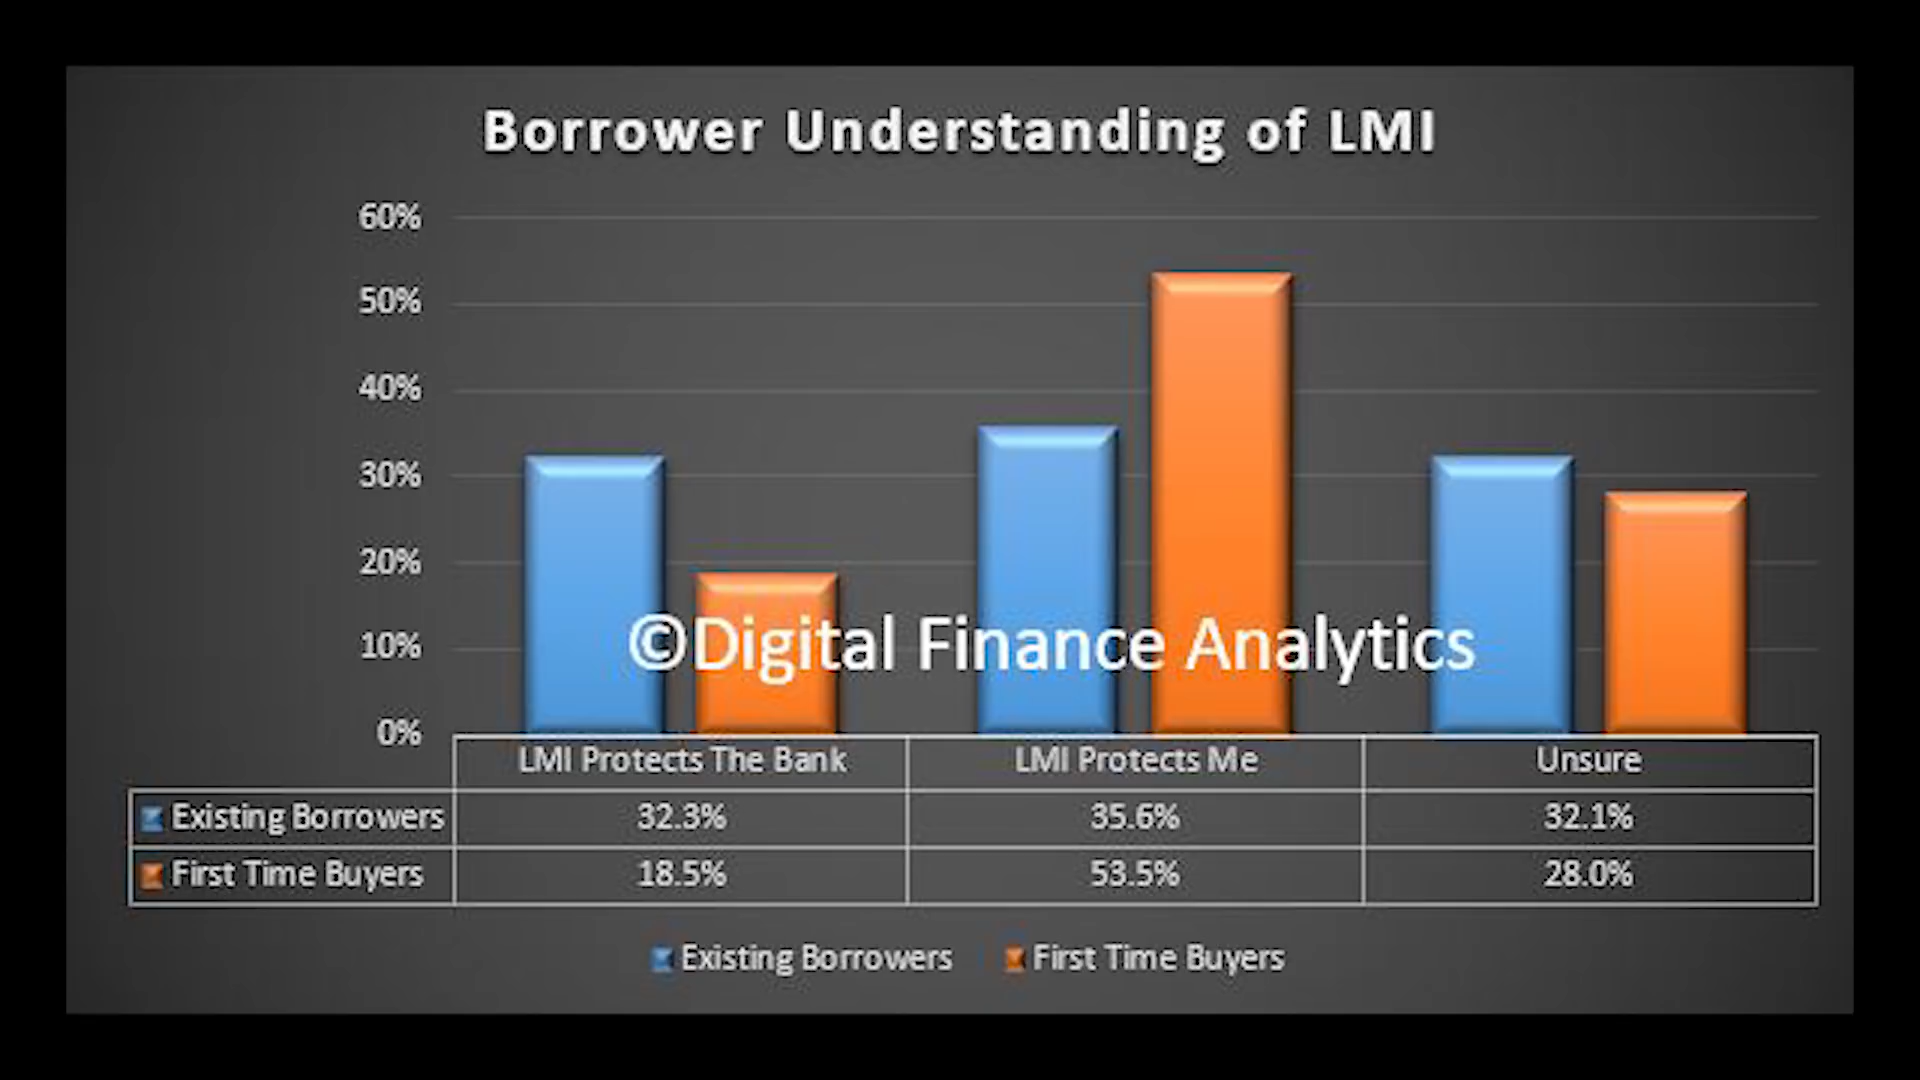 Borrower Understanding of LMI
60%
50%
40%
30%
20%
10%
0%
©Digital Finance Analytics
LMI Protects The Bank LMI Protects Me Unsure
Existing Borrowers 32.3% 35.6% 32.1%
First Time Buyers 18.5% 53.5% 28.0%
Existing Borrowers First Time Buyers